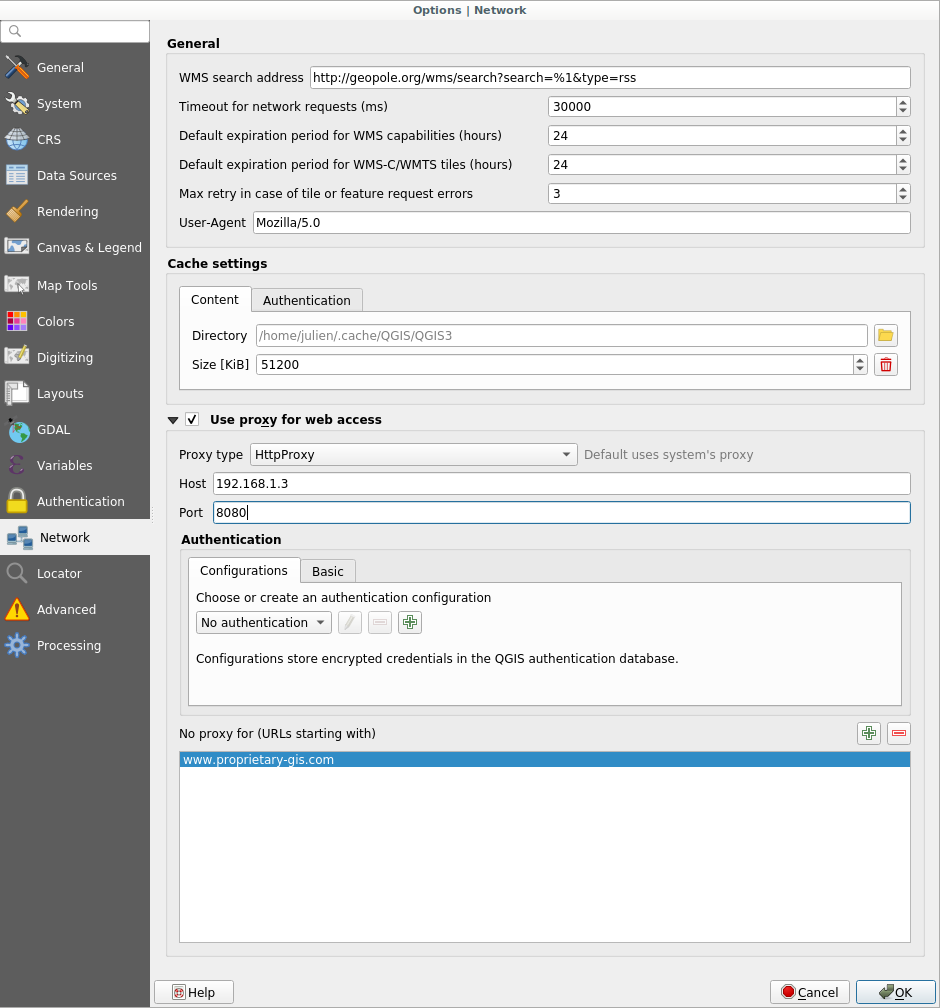 Options | Network
General
System
CRS
Data Sources
Rendering
Canvas & Legend
Map Tools
Colors
Digitizing
Layouts
GDAL
Variables
Authentication
Network
Locator
Advanced
Processing
General
WMS search address http://geopole.org/wms/search?search=%1&type=rss
Timeout for network requests (ms) 30000
Default expiration period for WMS capabilities (hours) 24
Default expiration period for WMS-C/WMTS tiles (hours) 24
Max retry in case of tile or feature request errors 3
User-Agent Mozilla/5.0
Cache settings
Content Authentication
Directory /home/julien/.cache/QGIS/QGIS3
Size [KiB] 51200
Use proxy for web access
Proxy type HttpProxy Default uses system's proxy
Host 192.168.1.3
Port 8080
Authentication
Configurations Basic
Choose or create an authentication configuration
No authentication
Configurations store encrypted credentials in the QGIS authentication database.
No proxy for (URLs starting with)
www.proprietary-gis.com
Help Cancel OK